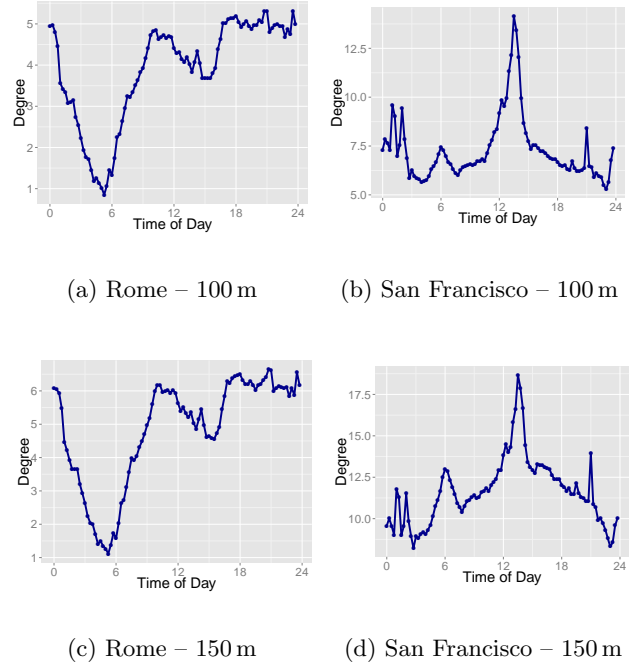 5
4
3
2
1
Degree
0 6 12 18 24
Time of Day
12.5
10.0
7.5
5.0
Degree
0 6 12 18 24
Time of Day
(a) Rome – 100 m
(b) San Francisco – 100 m
6
5
4
3
2
1
Degree
0 6 12 18 24
Time of Day
17.5
15.0
12.5
10.0
Degree
0 6 12 18 24
Time of Day
(c) Rome – 150 m
(d) San Francisco – 150 m